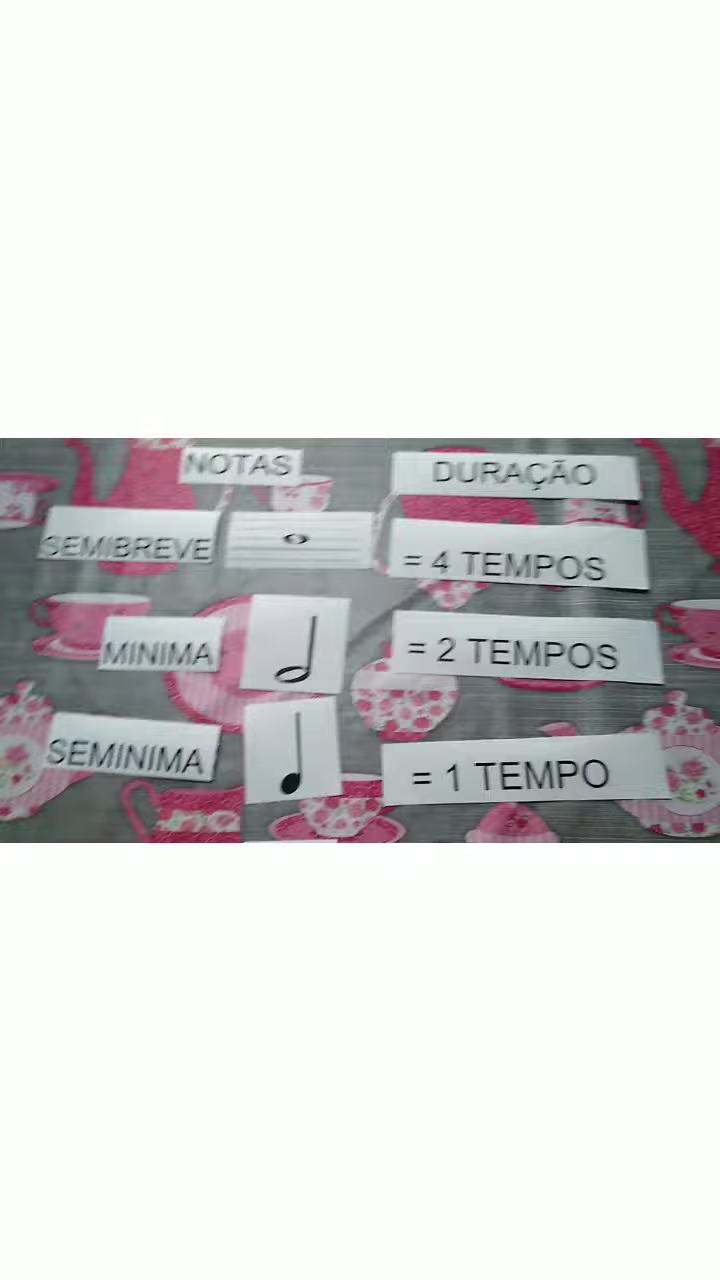 NOTAS DURAÇÃO
SEMIBREVE = 4 TEMPOS
MINIMA = 2 TEMPOS
SEMINIMA = 1 TEMPO